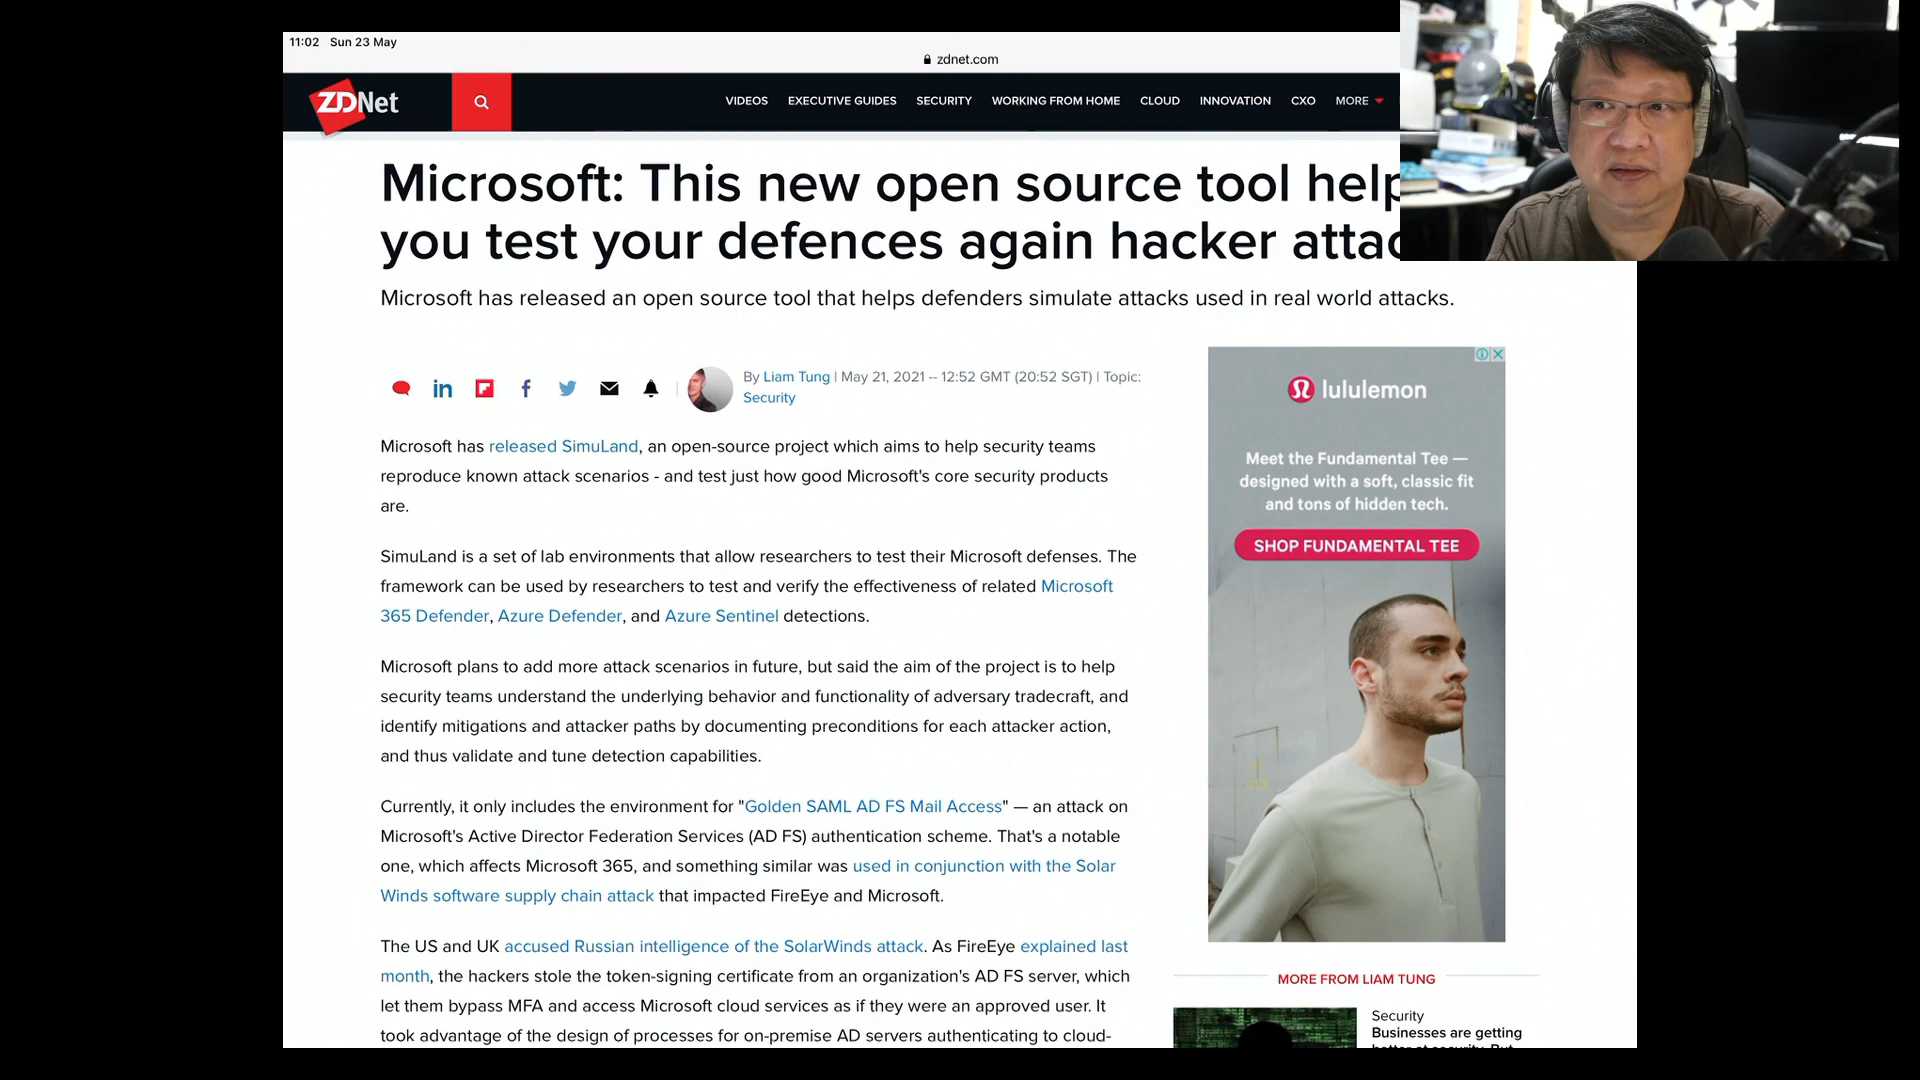 11:02 Sun 23 May
zdnet.com
ZDNet
VIDEOS EXECUTIVE GUIDES SECURITY WORKING FROM HOME CLOUD INNOVATION CXO MORE
Microsoft: This new open source tool help
you test your defences again hacker attac
Microsoft has released an open source tool that helps defenders simulate attacks used in real world attacks.
By Liam Tung | May 21, 2021 -- 12:52 GMT (20:52 SGT) | Topic:
Security
Microsoft has released SimuLand, an open-source project which aims to help security teams
reproduce known attack scenarios - and test just how good Microsoft's core security products
are.
SimuLand is a set of lab environments that allow researchers to test their Microsoft defenses. The
framework can be used by researchers to test and verify the effectiveness of related Microsoft
365 Defender, Azure Defender, and Azure Sentinel detections.
Microsoft plans to add more attack scenarios in future, but said the aim of the project is to help
security teams understand the underlying behavior and functionality of adversary tradecraft, and
identify mitigations and attacker paths by documenting preconditions for each attacker action,
and thus validate and tune detection capabilities.
Currently, it only includes the environment for "Golden SAML AD FS Mail Access" — an attack on
Microsoft's Active Director Federation Services (AD FS) authentication scheme. That's a notable
one, which affects Microsoft 365, and something similar was used in conjunction with the Solar
Winds software supply chain attack that impacted FireEye and Microsoft.
The US and UK accused Russian intelligence of the SolarWinds attack. As FireEye explained last
month, the hackers stole the token-signing certificate from an organization's AD FS server, which
let them bypass MFA and access Microsoft cloud services as if they were an approved user. It
took advantage of the design of processes for on-premise AD servers authenticating to cloud-
lululemon
Meet the Fundamental Tee —
designed with a soft, classic fit
and tons of hidden tech.
SHOP FUNDAMENTAL TEE
MORE FROM LIAM TUNG
Security
Businesses are getting
better at security. But